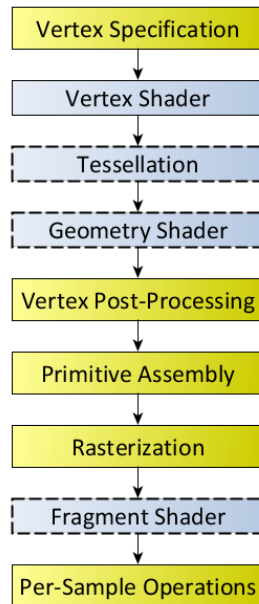 Vertex Specification
Vertex Shader
Tessellation
Geometry Shader
Vertex Post-Processing
Primitive Assembly
Rasterization
Fragment Shader
Per-Sample Operations